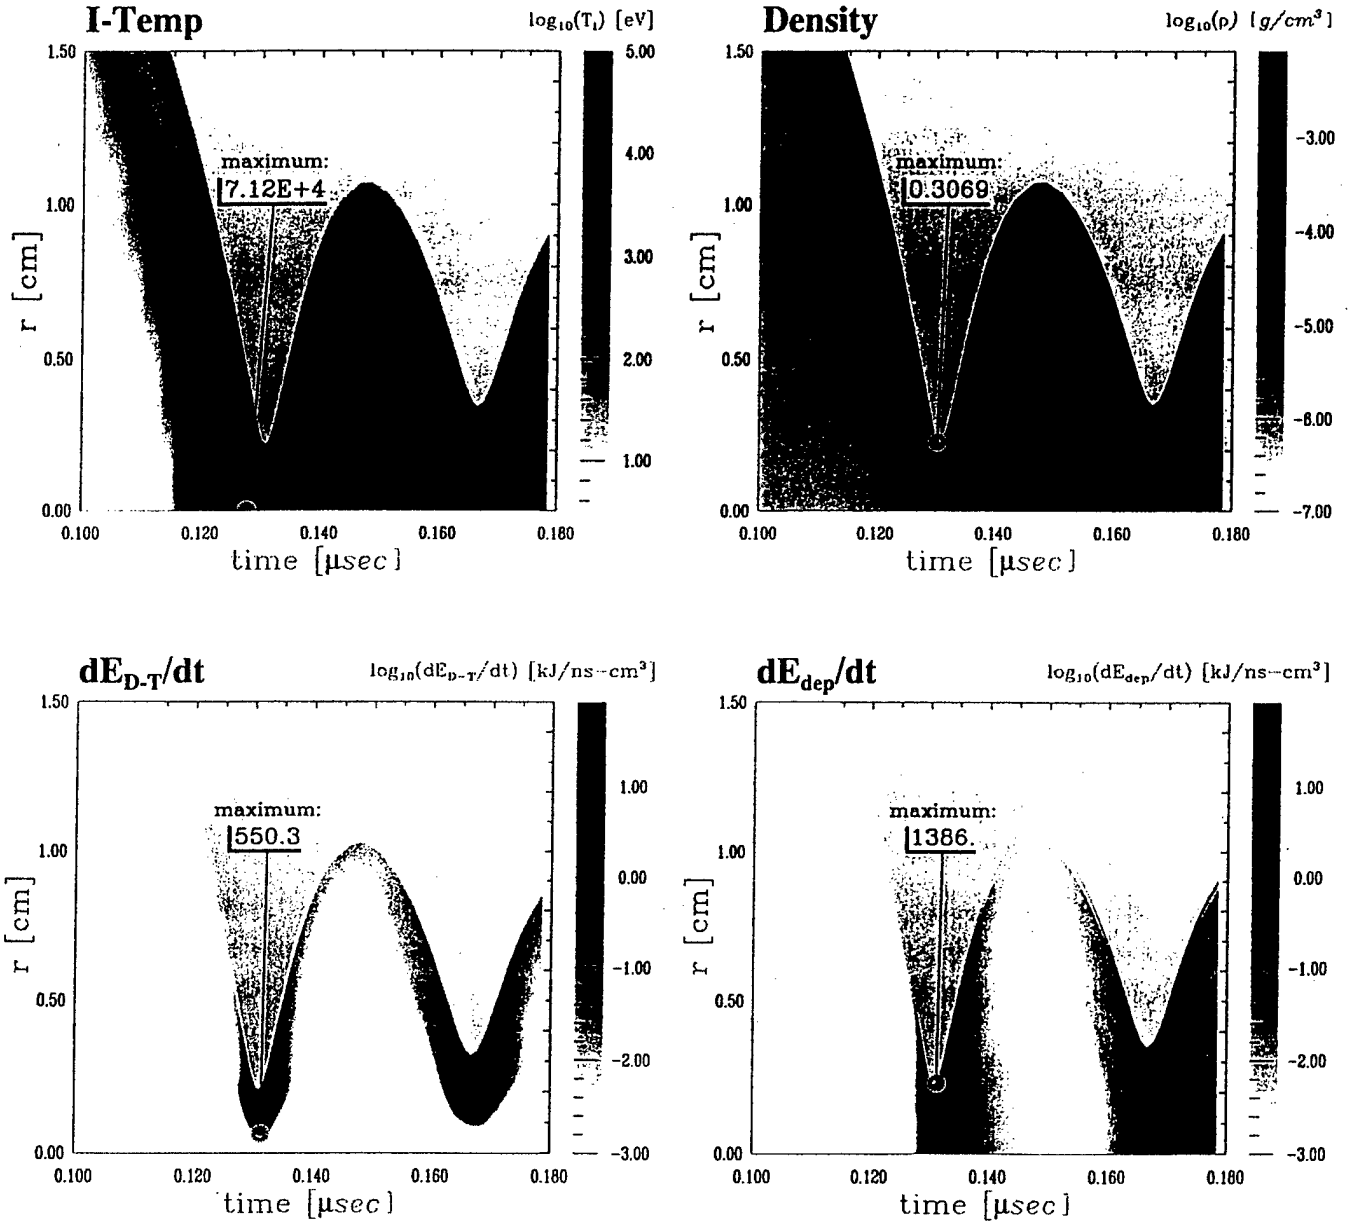 I-Temp log₁₀(Tᵢ) [eV]
1.50
1.00
0.50
0.00
r [cm]
maximum:
7.12E+4
5.00
4.00
3.00
2.00
1.00
0.100 0.120 0.140 0.160 0.180
time [μsec]
Density log₁₀(ρ) [g/cm³]
1.50
1.00
0.50
0.00
r [cm]
maximum:
0.3069
-3.00
-4.00
-5.00
-6.00
-7.00
0.100 0.120 0.140 0.160 0.180
time [μsec]
dE_D-T/dt log₁₀(dE_D-T/dt) [kJ/ns-cm³]
1.50
1.00
0.50
0.00
r [cm]
maximum:
550.3
1.00
0.00
-1.00
-2.00
-3.00
0.100 0.120 0.140 0.160 0.180
time [μsec]
dE_dep/dt log₁₀(dE_dep/dt) [kJ/ns-cm³]
1.50
1.00
0.50
0.00
r [cm]
maximum:
1386.
1.00
0.00
-1.00
-2.00
-3.00
0.100 0.120 0.140 0.160 0.180
time [μsec]